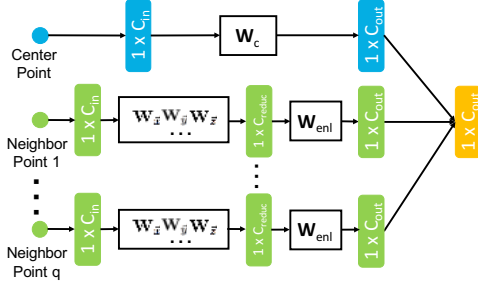 Center
Point
1 x C_in
W_c
1 x C_out
1 x C_out
Neighbor
Point 1
1 x C_in
W_x̄ W_ȳ W_z̄
...
1 x C_reduc
W_enl
1 x C_out
Neighbor
Point q
1 x C_in
W_x̄ W_ȳ W_z̄
...
1 x C_reduc
W_enl
1 x C_out